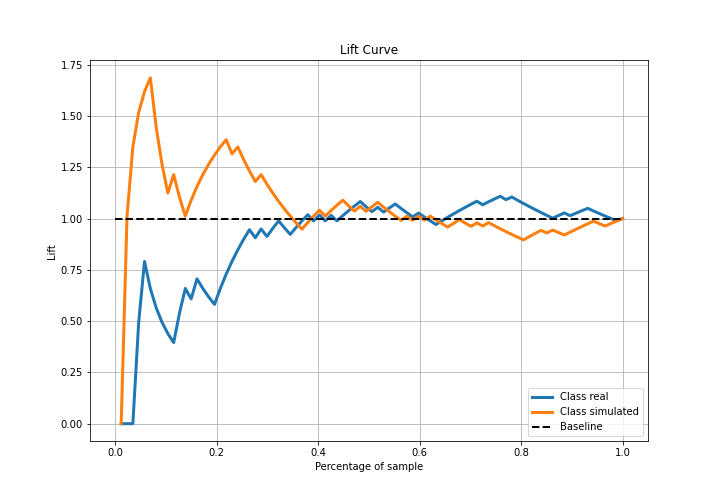 Lift Curve
1.75
1.50
1.25
1.00
0.75
0.50
0.25
0.00
Lift
0.0 0.2 0.4 0.6 0.8 1.0
Percentage of sample
Class real
Class simulated
Baseline